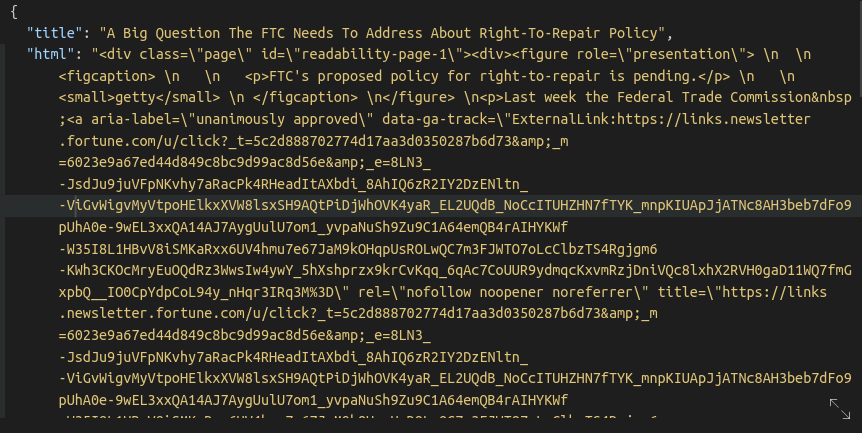 {
"title": "A Big Question The FTC Needs To Address About Right-To-Repair Policy",
"html": "<div class=\"page\" id=\"readability-page-1\"><div><figure role=\"presentation\"> \n  \n
<figcaption> \n   \n   <p>FTC's proposed policy for right-to-repair is pending.</p> \n   \n
<small>getty</small> \n </figcaption> \n</figure> \n<p>Last week the Federal Trade Commission&nbsp
;<a aria-label=\"unanimously approved\" data-ga-track=\"ExternalLink:https://links.newsletter
.fortune.com/u/click?_t=5c2d888702774d17aa3d0350287b6d73&amp;_m
=6023e9a67ed44d849c8bc9d99ac8d56e&amp;_e=8LN3_
-JsdJu9juVFpNKvhy7aRacPk4RHeadItAXbdi_8AhIQ6zR2IY2DzENltn_
-ViGvWigvMyVtpoHElkxXVW8lsxSH9AQtPiDjWhOVK4yaR_EL2UQdB_NoCcITUHZHN7fTYK_mnpKIUApJjATNc8AH3beb7dFo9
pUhA0e-9wEL3xxQA14AJ7AygUulU7om1_yvpaNuSh9Zu9C1A64emQB4rAIHYKWf
-W35I8L1HBvV8iSMKaRxx6UV4hmu7e67JaM9kOHqpUsROLwQC7m3FJWTO7oLcClbzTS4Rgjgm6
-KWh3CKOcMryEuOQdRz3WwsIw4ywY_5hXshprzx9krCvKqq_6qAc7CoUUR9ydmqcKxvmRzjDniVQc8lxhX2RVH0gaD11WQ7fmG
xpbQ__IO0CpYdpCoL94y_nHqr3IRq3M%3D\" rel=\"nofollow noopener noreferrer\" title=\"https://links
.newsletter.fortune.com/u/click?_t=5c2d888702774d17aa3d0350287b6d73&amp;_m
=6023e9a67ed44d849c8bc9d99ac8d56e&amp;_e=8LN3_
-JsdJu9juVFpNKvhy7aRacPk4RHeadItAXbdi_8AhIQ6zR2IY2DzENltn_
-ViGvWigvMyVtpoHElkxXVW8lsxSH9AQtPiDjWhOVK4yaR_EL2UQdB_NoCcITUHZHN7fTYK_mnpKIUApJjATNc8AH3beb7dFo9
pUhA0e-9wEL3xxQA14AJ7AygUulU7om1_yvpaNuSh9Zu9C1A64emQB4rAIHYKWf